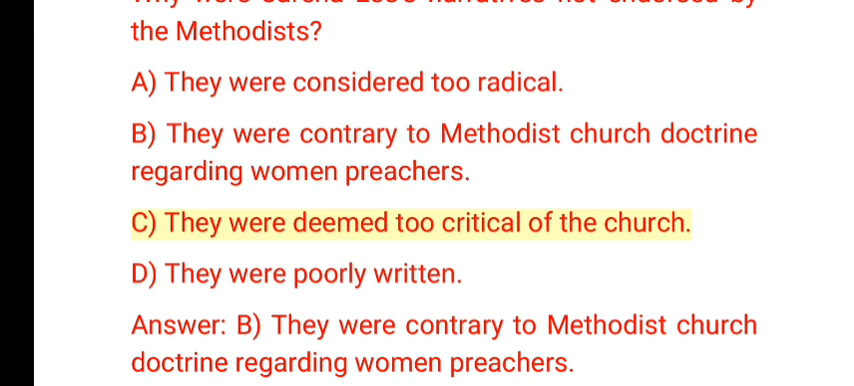 the Methodists?
A) They were considered too radical.
B) They were contrary to Methodist church doctrine
regarding women preachers.
C) They were deemed too critical of the church.
D) They were poorly written.
Answer: B) They were contrary to Methodist church
doctrine regarding women preachers.